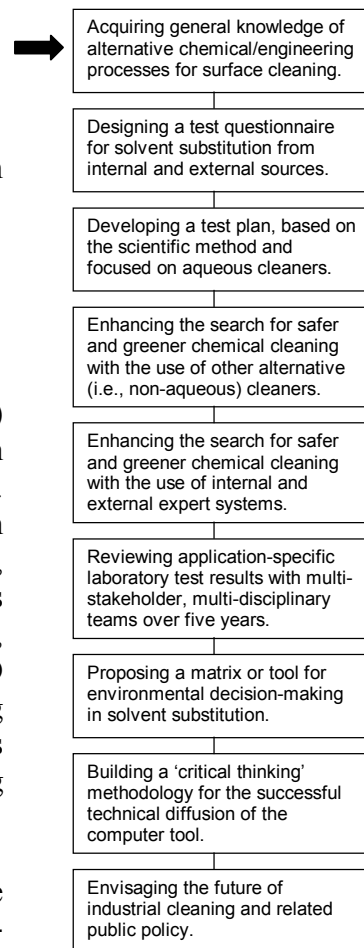 Acquiring general knowledge of
alternative chemical/engineering
processes for surface cleaning.
Designing a test questionnaire
for solvent substitution from
internal and external sources.
Developing a test plan, based on
the scientific method and
focused on aqueous cleaners.
Enhancing the search for safer
and greener chemical cleaning
with the use of other alternative
(i.e., non-aqueous) cleaners.
Enhancing the search for safer
and greener chemical cleaning
with the use of internal and
external expert systems.
Reviewing application-specific
laboratory test results with multi-
stakeholder, multi-disciplinary
teams over five years.
Proposing a matrix or tool for
environmental decision-making
in solvent substitution.
Building a ‘critical thinking’
methodology for the successful
technical diffusion of the
computer tool.
Envisaging the future of
industrial cleaning and related
public policy.